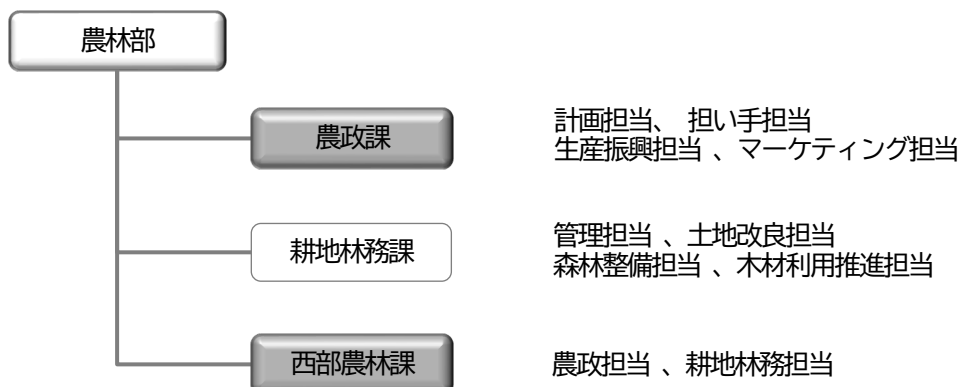 農林部
農政課
計画担当、 担い手担当
生産振興担当 、マーケティング担当
耕地林務課
管理担当 、土地改良担当
森林整備担当 、木材利用推進担当
西部農林課
農政担当 、耕地林務担当